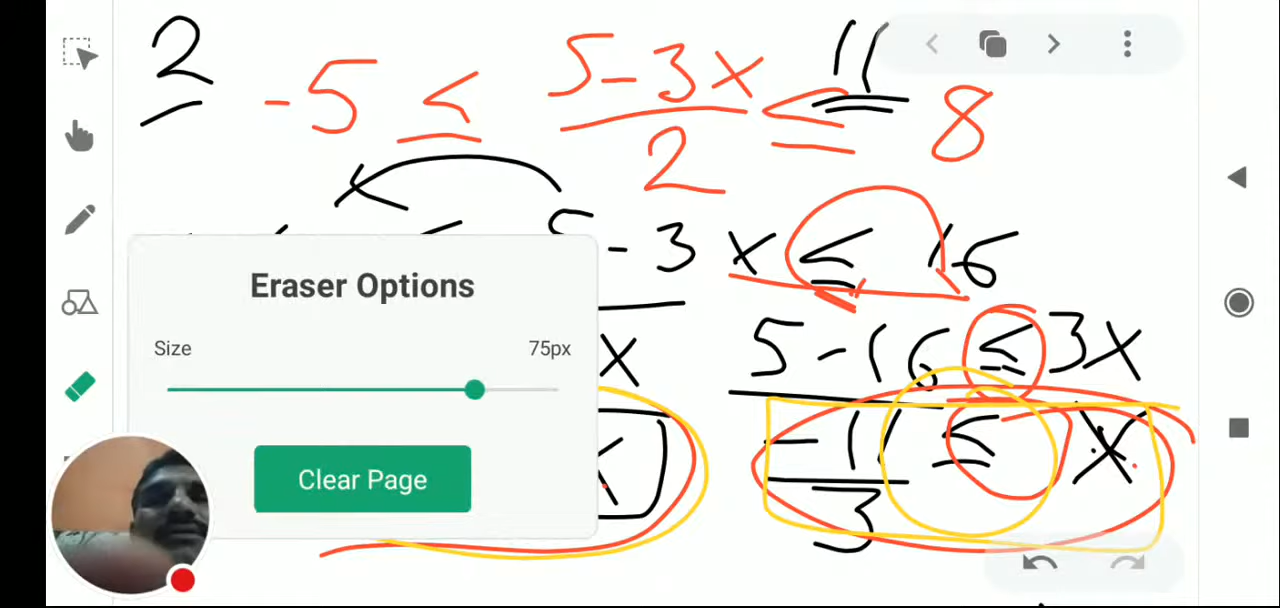 2
-5 ≤ (5-3x)/2 ≤ 8
11
5-3x ≤ 16
Eraser Options
Size 75px
Clear Page
x
5-16 ≤ 3x
-11/3 ≤ x